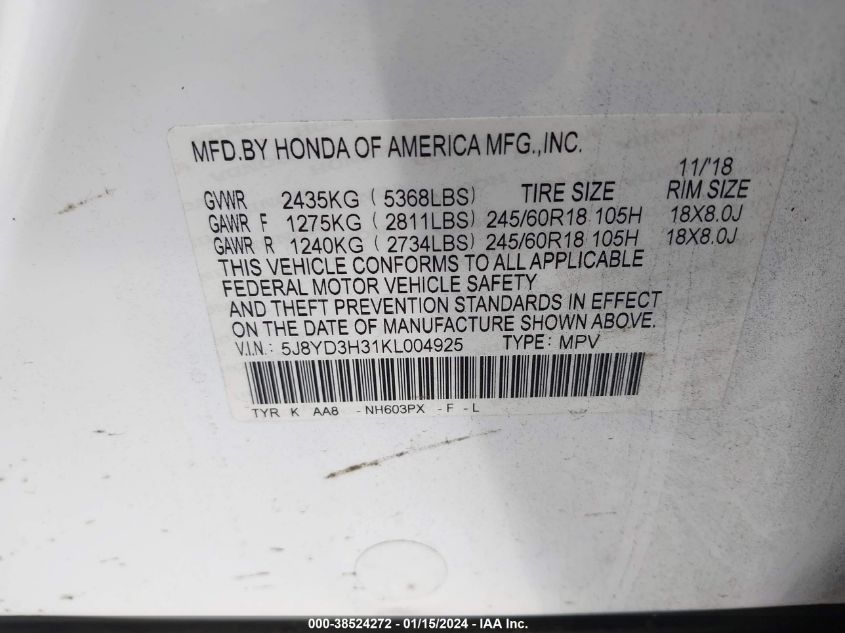 MFD.BY HONDA OF AMERICA MFG.,INC.
11/'18
GVWR 2435KG ( 5368LBS) TIRE SIZE RIM SIZE
GAWR F 1275KG ( 2811LBS) 245/60R18 105H 18X8.0J
GAWR R 1240KG ( 2734LBS) 245/60R18 105H 18X8.0J
THIS VEHICLE CONFORMS TO ALL APPLICABLE
FEDERAL MOTOR VEHICLE SAFETY
AND THEFT PREVENTION STANDARDS IN EFFECT
ON THE DATE OF MANUFACTURE SHOWN ABOVE.
V.I.N.: 5J8YD3H31KL004925 TYPE: MPV
TYR K AA8 -NH603PX -F -L
000-38524272 - 01/15/2024 - IAA Inc.